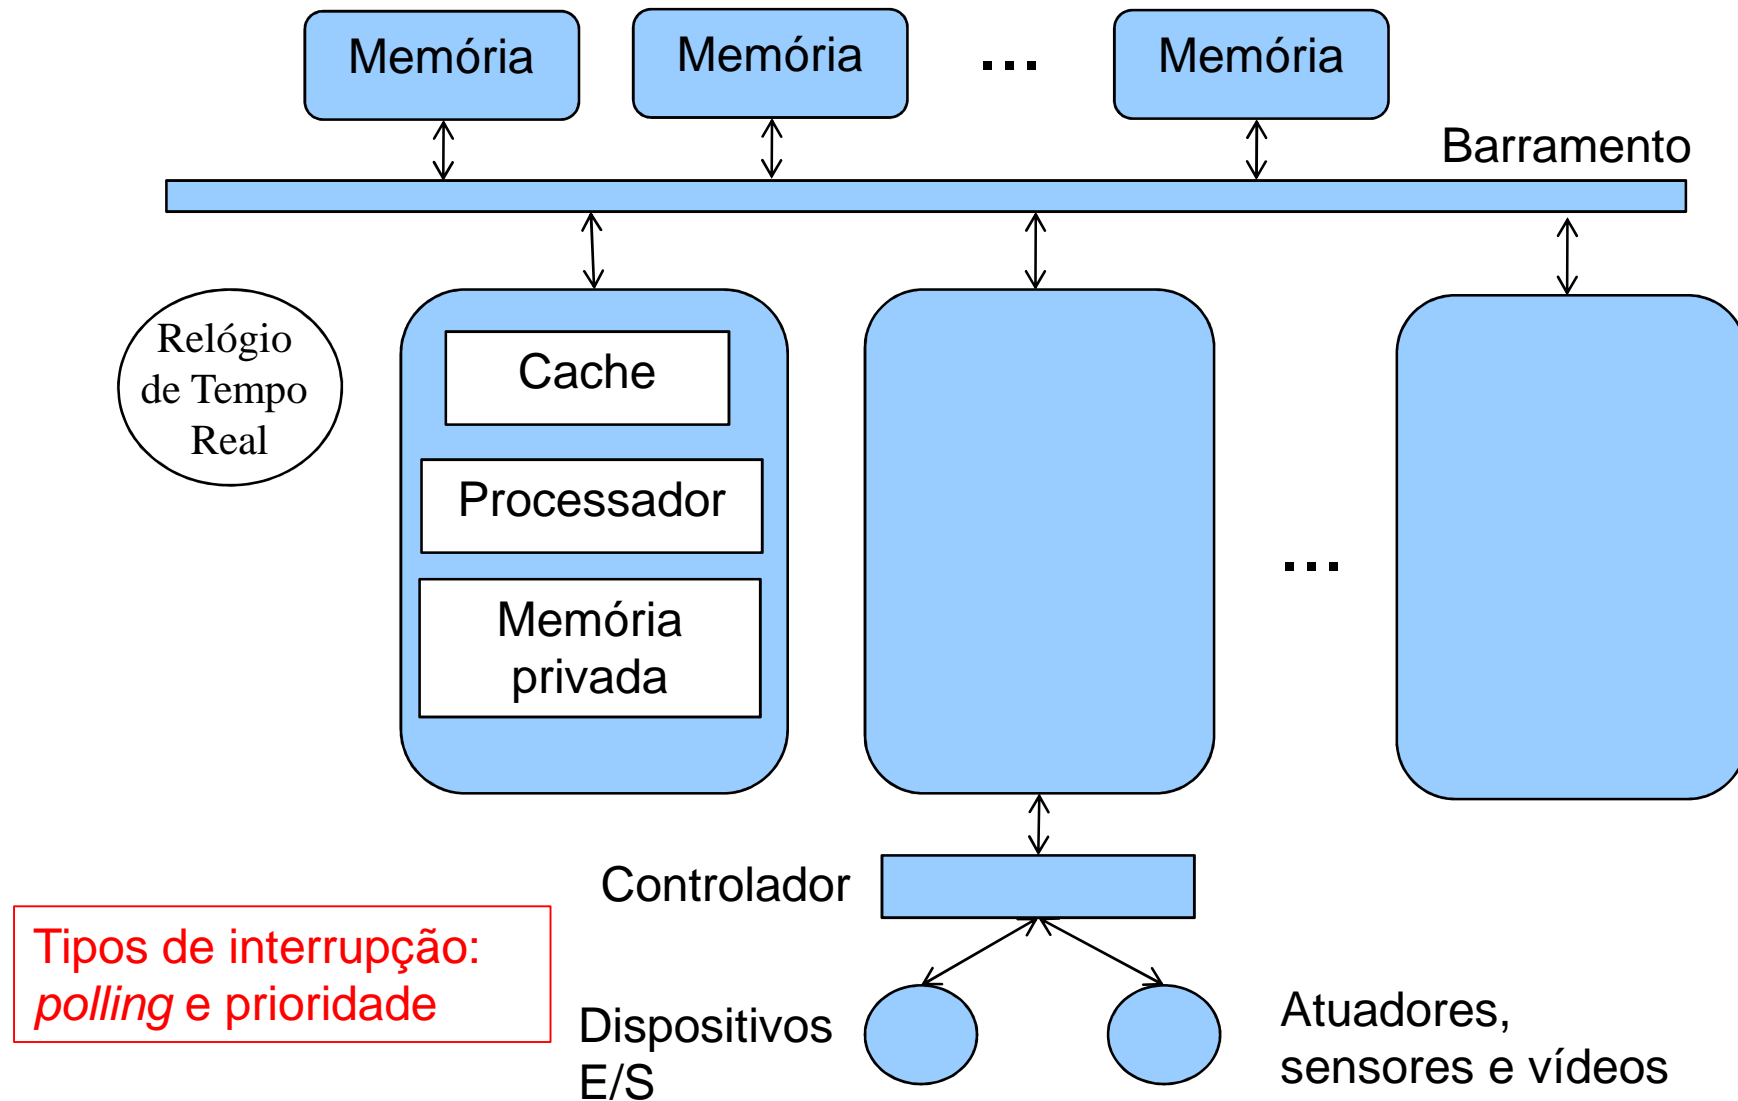 Memória
Memória
...
Memória
Barramento
Relógio
de Tempo
Real
Cache
Processador
Memória
privada
...
Controlador
Tipos de interrupção:
polling e prioridade
Dispositivos
E/S
Atuadores,
sensores e vídeos